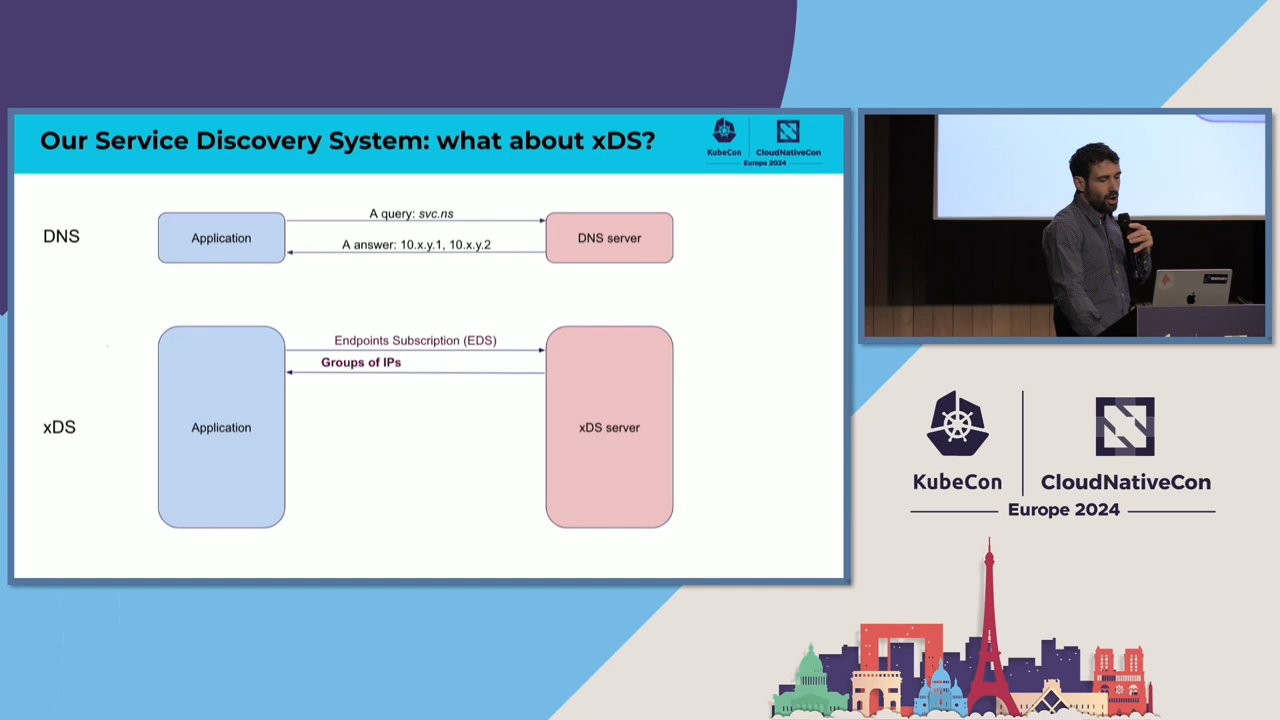 Our Service Discovery System: what about xDS?
KubeCon
CloudNativeCon
Europe 2024
DNS
Application
A query: svc.ns
A answer: 10.x.y.1, 10.x.y.2
DNS server
xDS
Application
Endpoints Subscription (EDS)
Groups of IPs
xDS server
KubeCon
CloudNativeCon
Europe 2024